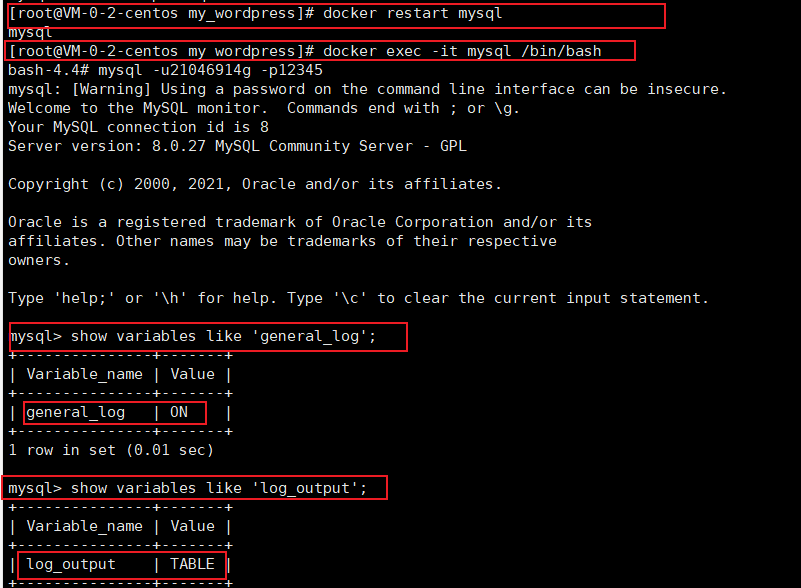 [root@VM-0-2-centos my_wordpress]# docker restart mysql
mysql
[root@VM-0-2-centos my_wordpress]# docker exec -it mysql /bin/bash
bash-4.4# mysql -u21046914g -p12345
mysql: [Warning] Using a password on the command line interface can be insecure.
Welcome to the MySQL monitor.  Commands end with ; or \g.
Your MySQL connection id is 8
Server version: 8.0.27 MySQL Community Server - GPL

Copyright (c) 2000, 2021, Oracle and/or its affiliates.

Oracle is a registered trademark of Oracle Corporation and/or its
affiliates. Other names may be trademarks of their respective
owners.

Type 'help;' or '\h' for help. Type '\c' to clear the current input statement.

mysql> show variables like 'general_log';
+---------------+-------+
| Variable_name | Value |
+---------------+-------+
| general_log   | ON    |
+---------------+-------+
1 row in set (0.01 sec)

mysql> show variables like 'log_output';
+---------------+-------+
| Variable_name | Value |
+---------------+-------+
| log_output    | TABLE |
+---------------+-------+